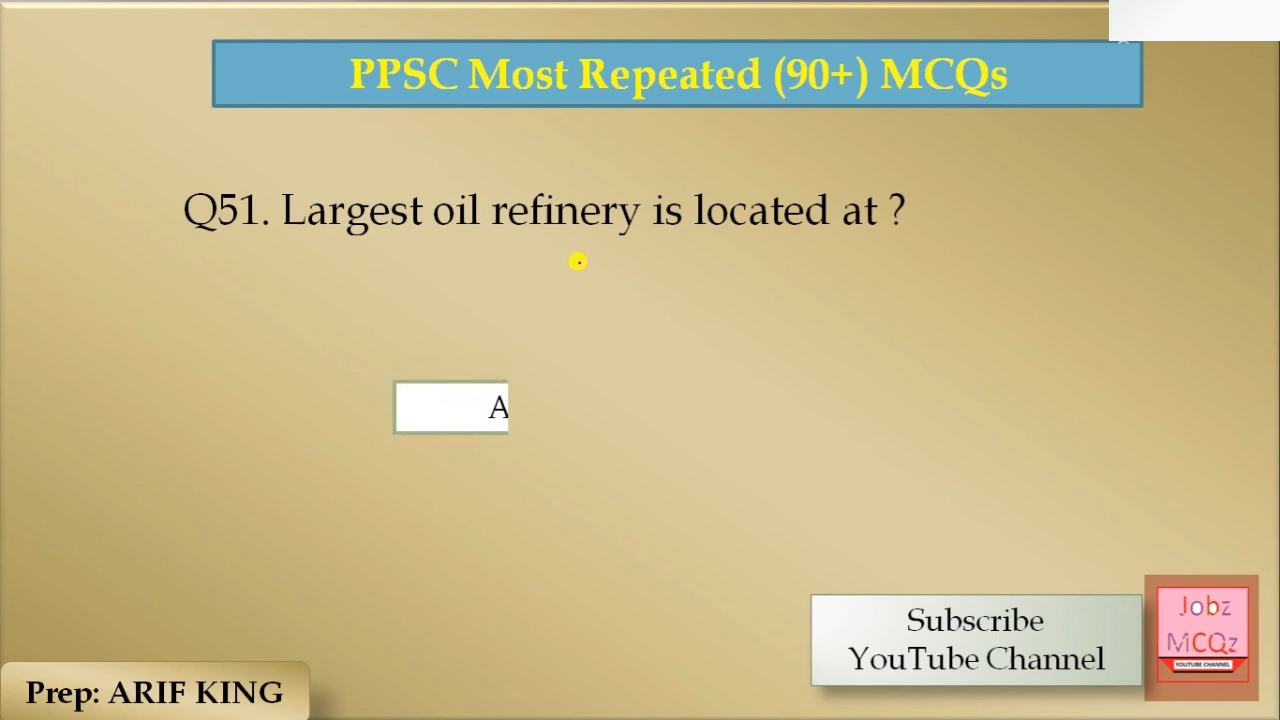 PPSC Most Repeated (90+) MCQs
Q51. Largest oil refinery is located at ?
A
Subscribe
YouTube Channel
Jobz
MCQz
YOUTUBE CHANNEL
Prep: ARIF KING